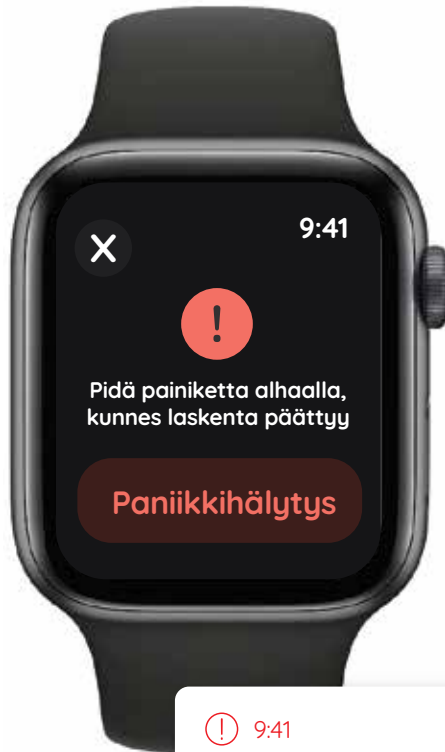 X
9:41
!
Pidä painiketta alhaalla,
kunnes laskenta päättyy
Paniikkihälytys
! 9:41